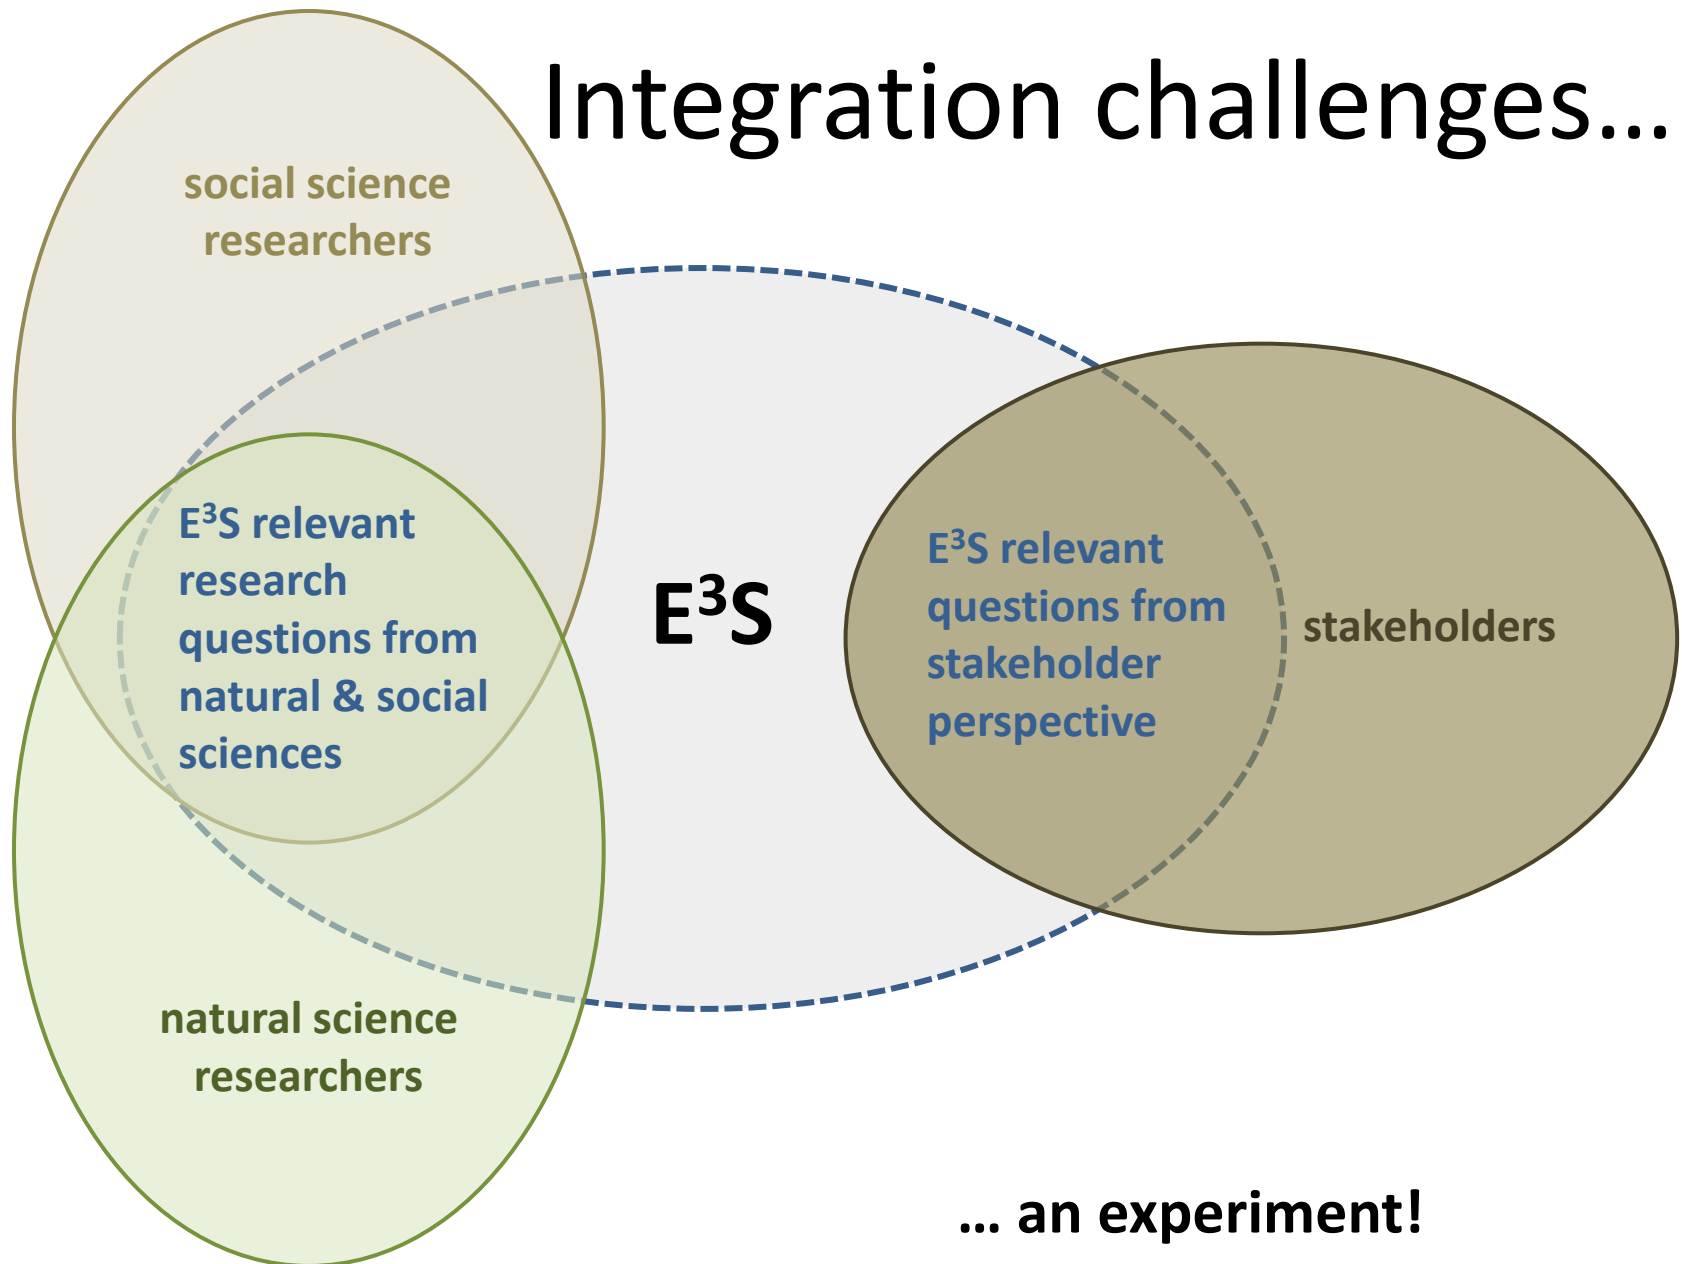 Integration challenges…
social science
researchers
E³S relevant
research
questions from
natural & social
sciences
E³S
E³S relevant
questions from
stakeholder
perspective
stakeholders
natural science
researchers
… an experiment!